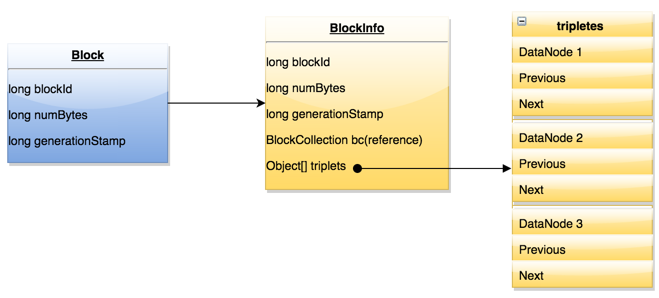 Block
long blockId
long numBytes
long generationStamp
BlockInfo
long blockId
long numBytes
long generationStamp
BlockCollection bc(reference)
Object[] triplets
tripletes
DataNode 1
Previous
Next
DataNode 2
Previous
Next
DataNode 3
Previous
Next